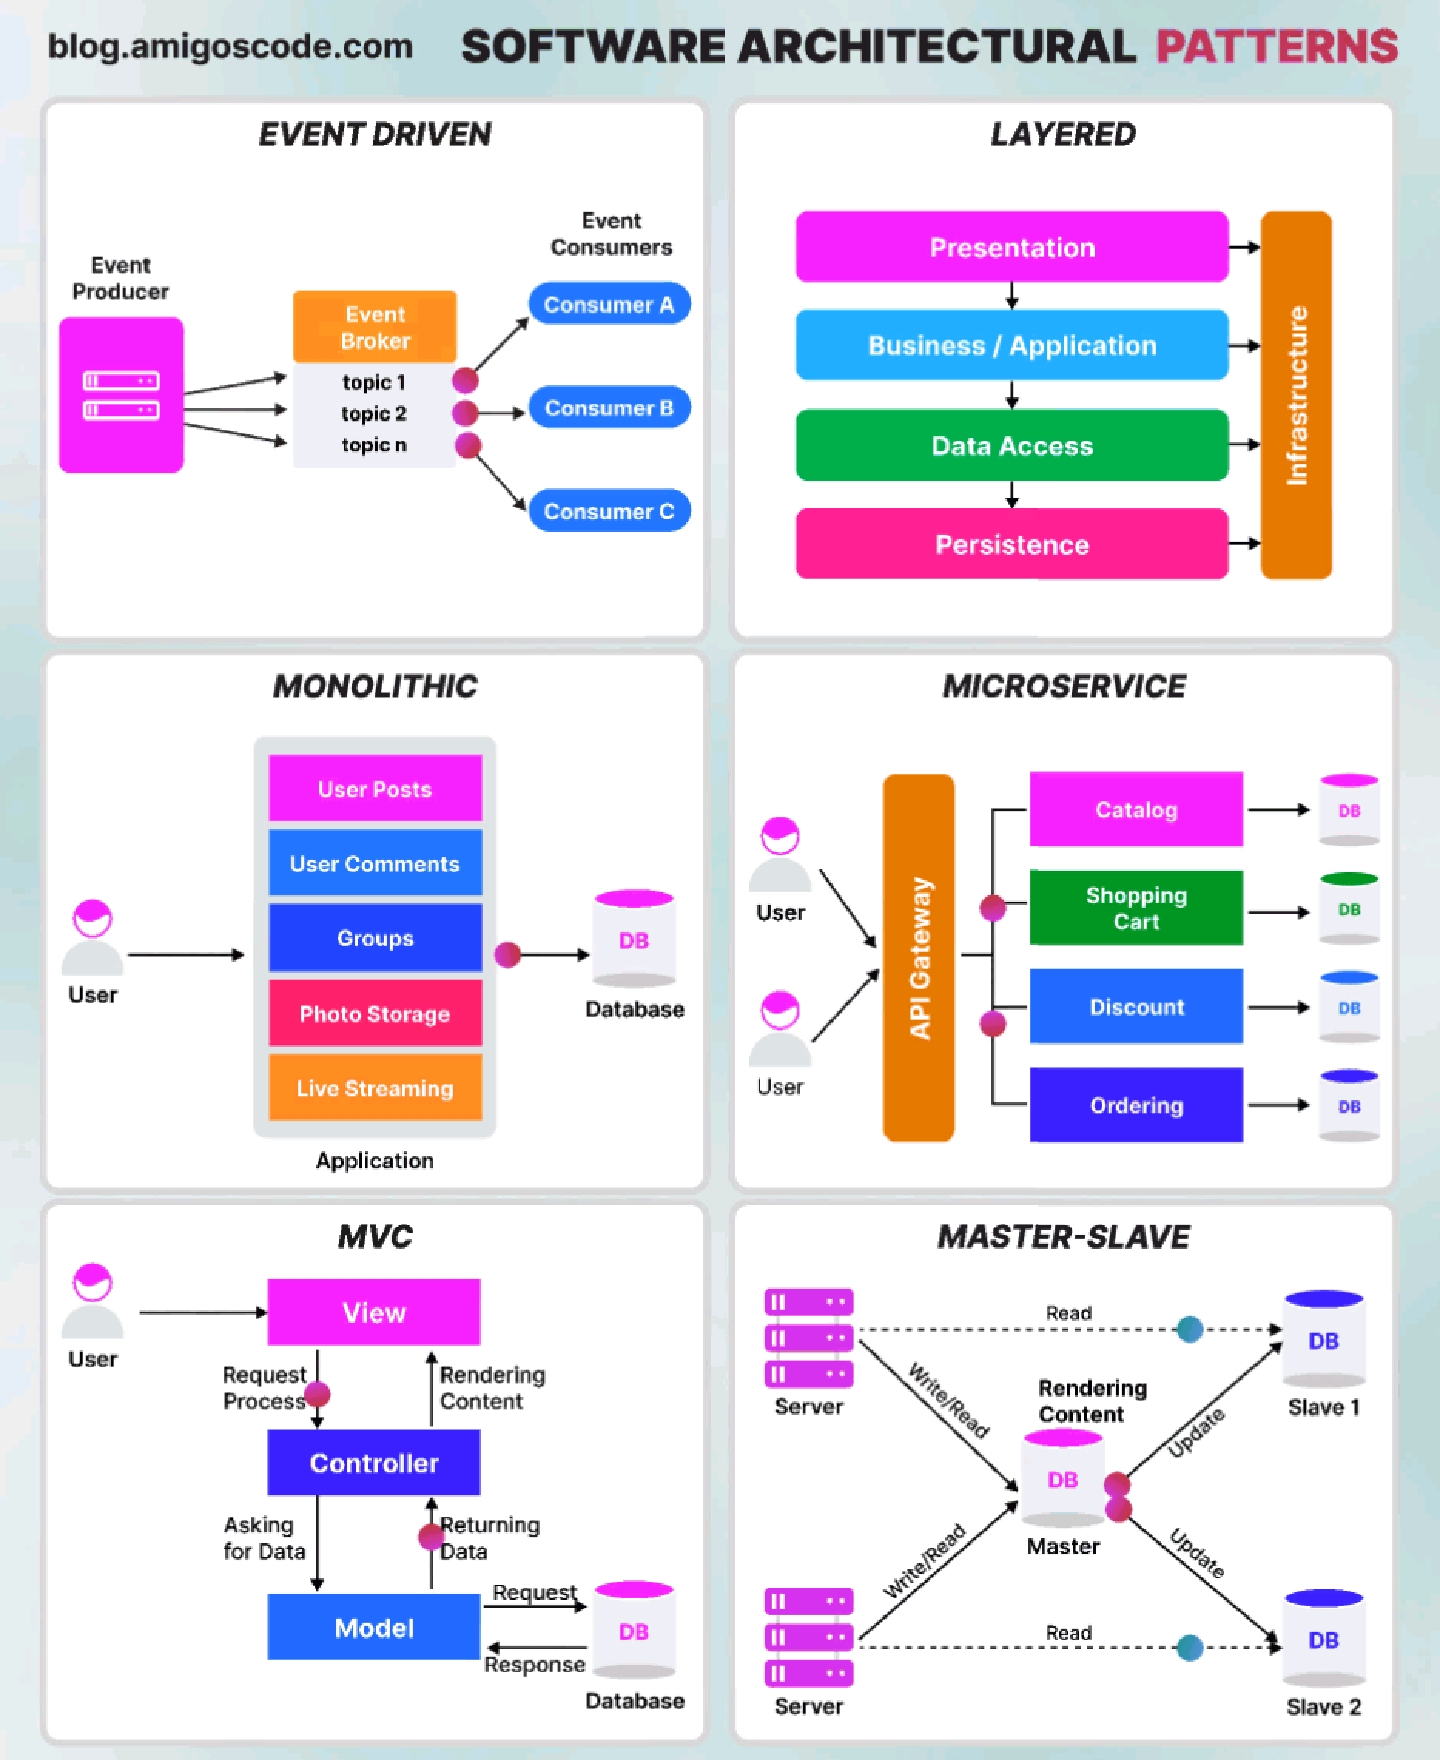 blog.amigoscode.com
SOFTWARE ARCHITECTURAL PATTERNS
EVENT DRIVEN
Event
Producer
Event
Broker
topic 1
topic 2
topic n
Event
Consumers
Consumer A
Consumer B
Consumer C
LAYERED
Presentation
Business / Application
Data Access
Persistence
Infrastructure
MONOLITHIC
User
User Posts
User Comments
Groups
Photo Storage
Live Streaming
Application
DB
Database
MICROSERVICE
User
User
API Gateway
Catalog
DB
Shopping
Cart
DB
Discount
DB
Ordering
DB
MVC
User
View
Request
Process
Rendering
Content
Controller
Asking
for Data
Returning
Data
Model
Request
Response
DB
Database
MASTER-SLAVE
Server
Read
Write/Read
Rendering
Content
DB
Master
Update
DB
Slave 1
Write/Read
Update
Server
Read
DB
Slave 2